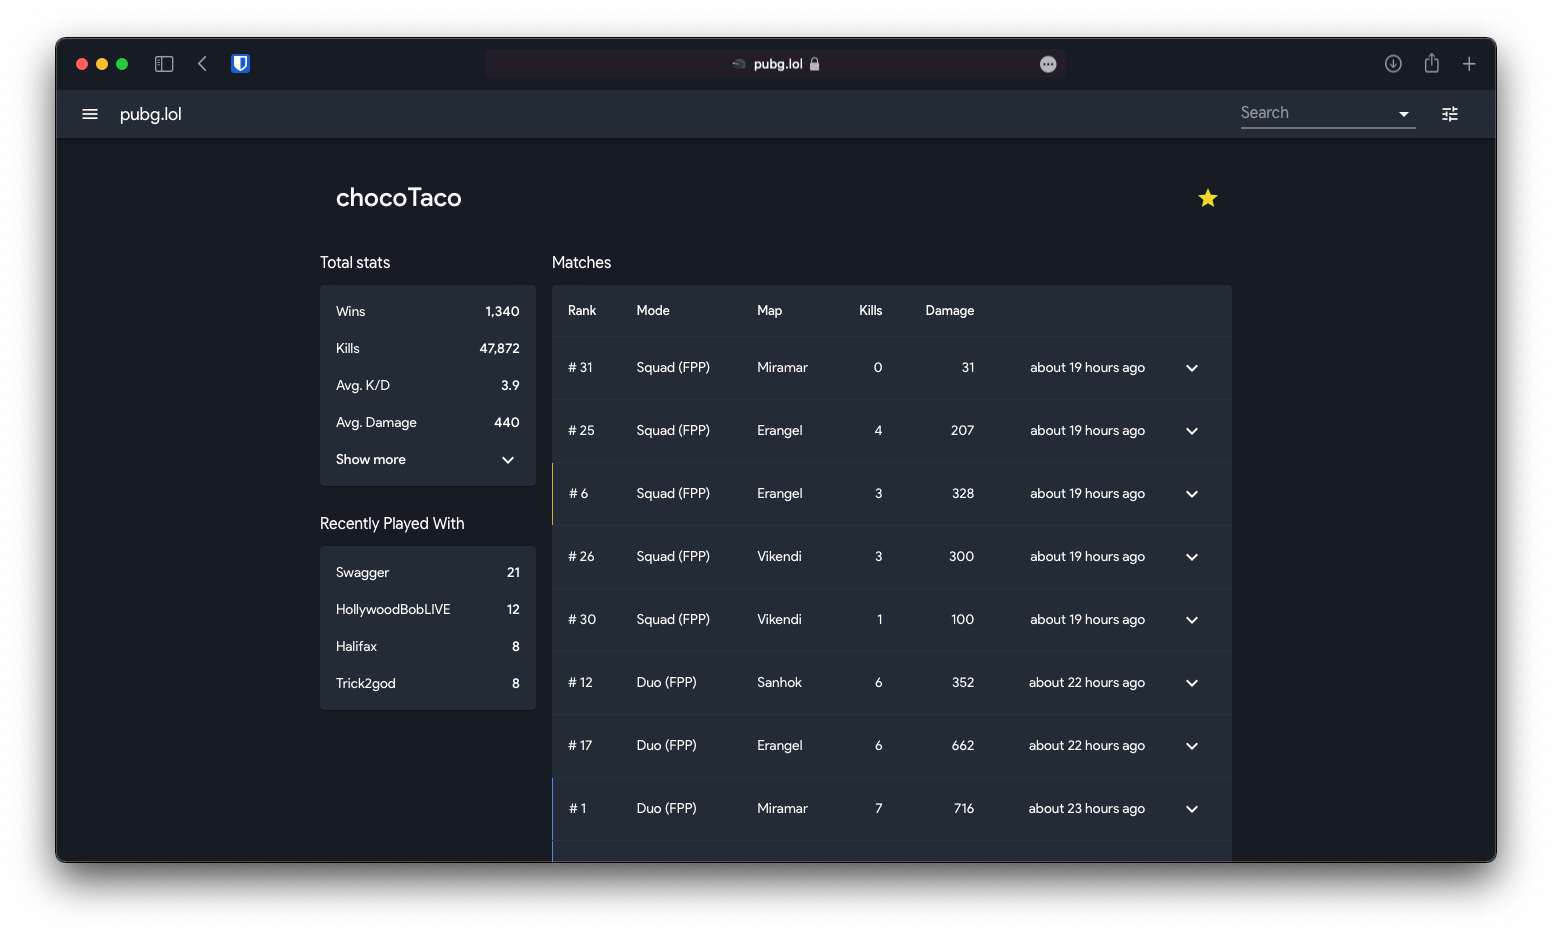 pubg.lol
pubg.lol
Search
chocoTaco
Total stats
Wins 1,340
Kills 47,872
Avg. K/D 3.9
Avg. Damage 440
Show more
Recently Played With
Swagger 21
HollywoodBobLIVE 12
Halifax 8
Trick2god 8
Matches
Rank Mode Map Kills Damage
# 31 Squad (FPP) Miramar 0 31 about 19 hours ago
# 25 Squad (FPP) Erangel 4 207 about 19 hours ago
# 6 Squad (FPP) Erangel 3 328 about 19 hours ago
# 26 Squad (FPP) Vikendi 3 300 about 19 hours ago
# 30 Squad (FPP) Vikendi 1 100 about 19 hours ago
# 12 Duo (FPP) Sanhok 6 352 about 22 hours ago
# 17 Duo (FPP) Erangel 6 662 about 22 hours ago
# 1 Duo (FPP) Miramar 7 716 about 23 hours ago